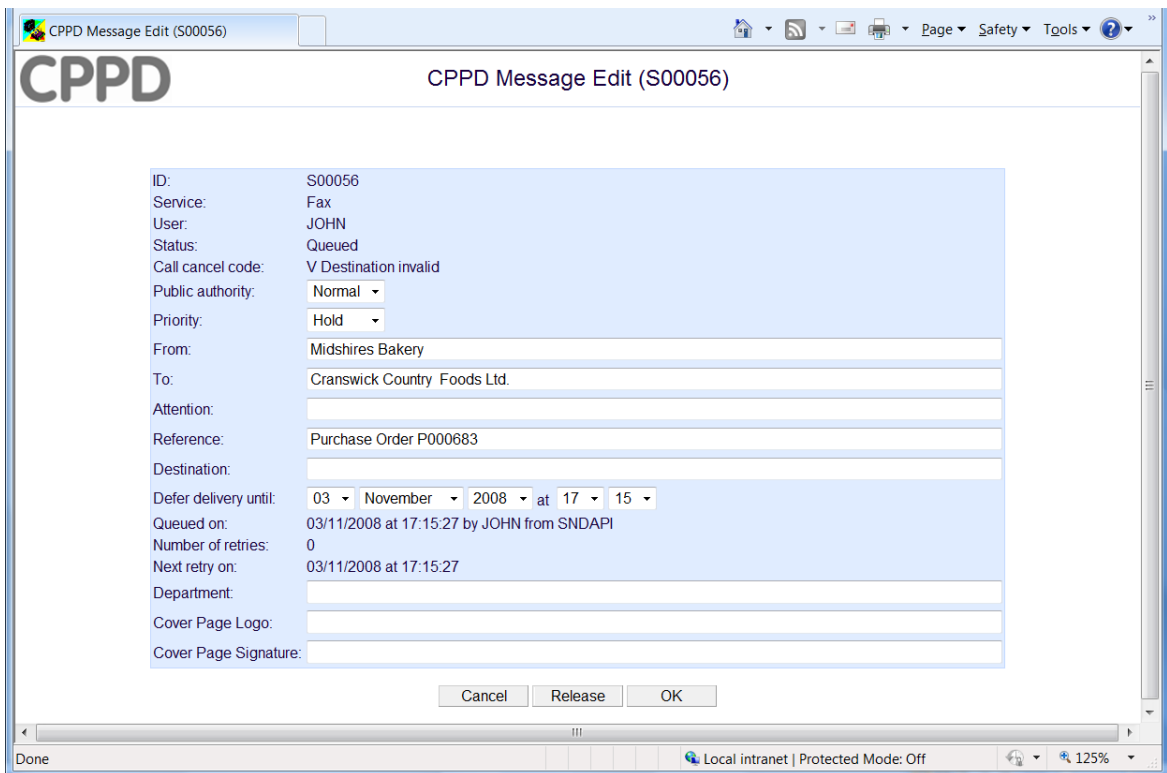 CPPD Message Edit (S00056)
Page Safety Tools
CPPD
CPPD Message Edit (S00056)
ID: S00056
Service: Fax
User: JOHN
Status: Queued
Call cancel code: V Destination invalid
Public authority: Normal
Priority: Hold
From: Midshires Bakery
To: Cranswick Country Foods Ltd.
Attention:
Reference: Purchase Order P000683
Destination:
Defer delivery until: 03 November 2008 at 17 15
Queued on: 03/11/2008 at 17:15:27 by JOHN from SNDAPI
Number of retries: 0
Next retry on: 03/11/2008 at 17:15:27
Department:
Cover Page Logo:
Cover Page Signature:
Cancel Release OK
Done Local intranet | Protected Mode: Off 125%